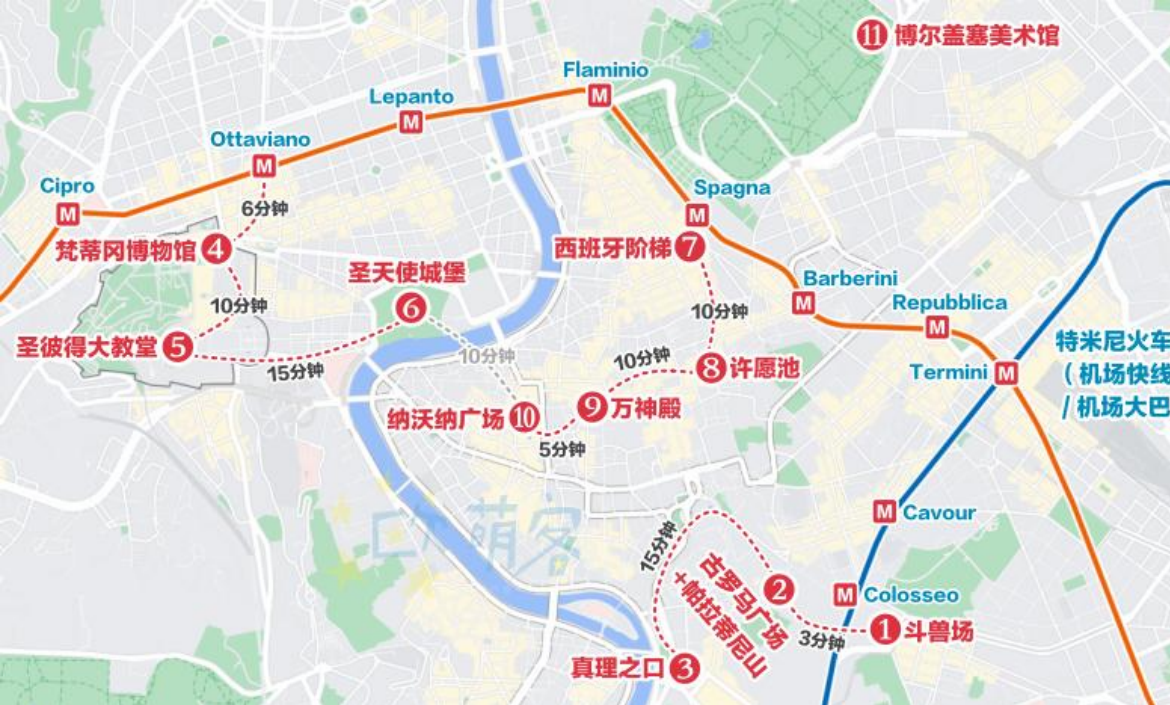 ⑪ 博尔盖塞美术馆
Flaminio
M
Lepanto
M
Ottaviano
M
Cipro
M
6分钟
Spagna
M
梵蒂冈博物馆 ④
西班牙阶梯 ⑦
圣天使城堡
⑥
Barberini
M
10分钟
10分钟
Repubblica
M
特米尼火车
(机场快线
/ 机场大巴
圣彼得大教堂 ⑤
15分钟
10分钟
10分钟
⑧ 许愿池
Termini M
纳沃纳广场 ⑩
⑨ 万神殿
5分钟
M Cavour
15分钟
萌客
古罗马广场
+帕拉蒂尼山
②
M Colosseo
3分钟
① 斗兽场
真理之口 ③